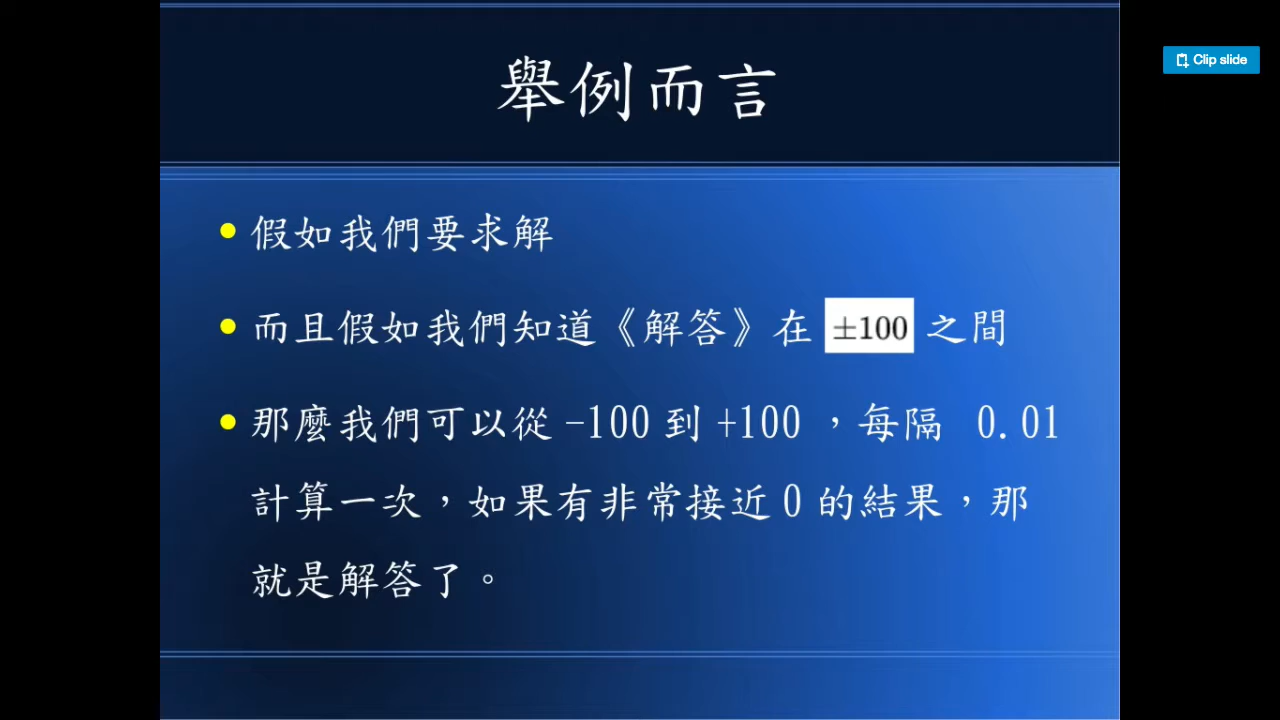 Clip slide
舉例而言
假如我們要求解
而且假如我們知道《解答》在 ±100 之間
那麼我們可以從 -100 到 +100 ,每隔 0.01
計算一次,如果有非常接近 0 的結果,那
就是解答了。